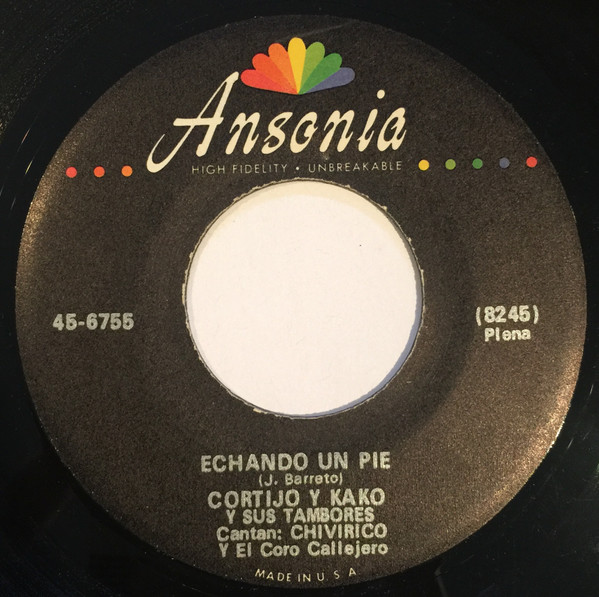 Ansonia
HIGH FIDELITY • UNBREAKABLE
45-6755
(8245)
Plena
ECHANDO UN PIE
(J. Barreto)
CORTIJO Y KAKO
Y SUS TAMBORES
Cantan: CHIVIRICO
Y El Coro Callejero
MADE IN U. S A